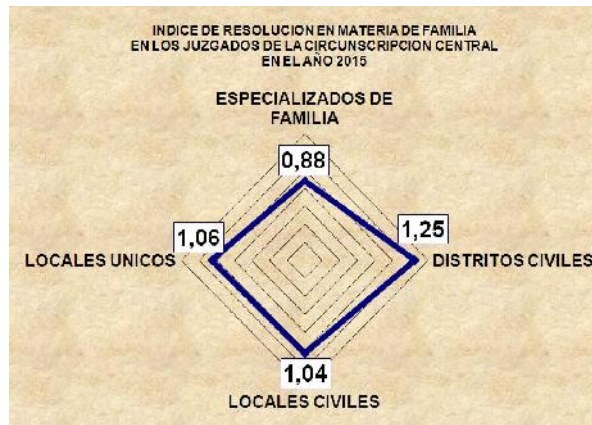 INDICE DE RESOLUCION EN MATERIA DE FAMILIA
EN LOS JUZGADOS DE LA CIRCUNSCRIPCION CENTRAL
EN EL AÑO 2015
ESPECIALIZADOS DE
FAMILIA
0,88
1,06
1,25
LOCALES UNICOS
DISTRITOS CIVILES
1,04
LOCALES CIVILES